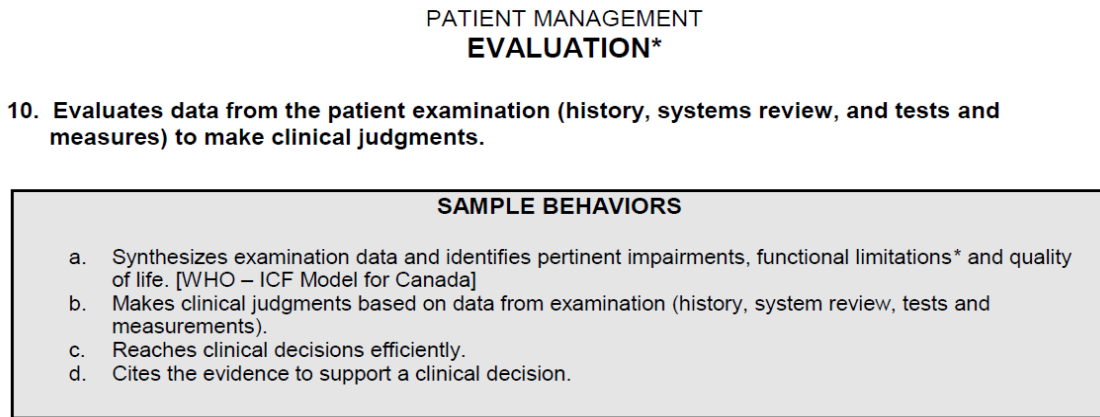 PATIENT MANAGEMENT
EVALUATION*
10. Evaluates data from the patient examination (history, systems review, and tests and
measures) to make clinical judgments.
SAMPLE BEHAVIORS
a. Synthesizes examination data and identifies pertinent impairments, functional limitations* and quality
of life. [WHO – ICF Model for Canada]
b. Makes clinical judgments based on data from examination (history, system review, tests and
measurements).
c. Reaches clinical decisions efficiently.
d. Cites the evidence to support a clinical decision.